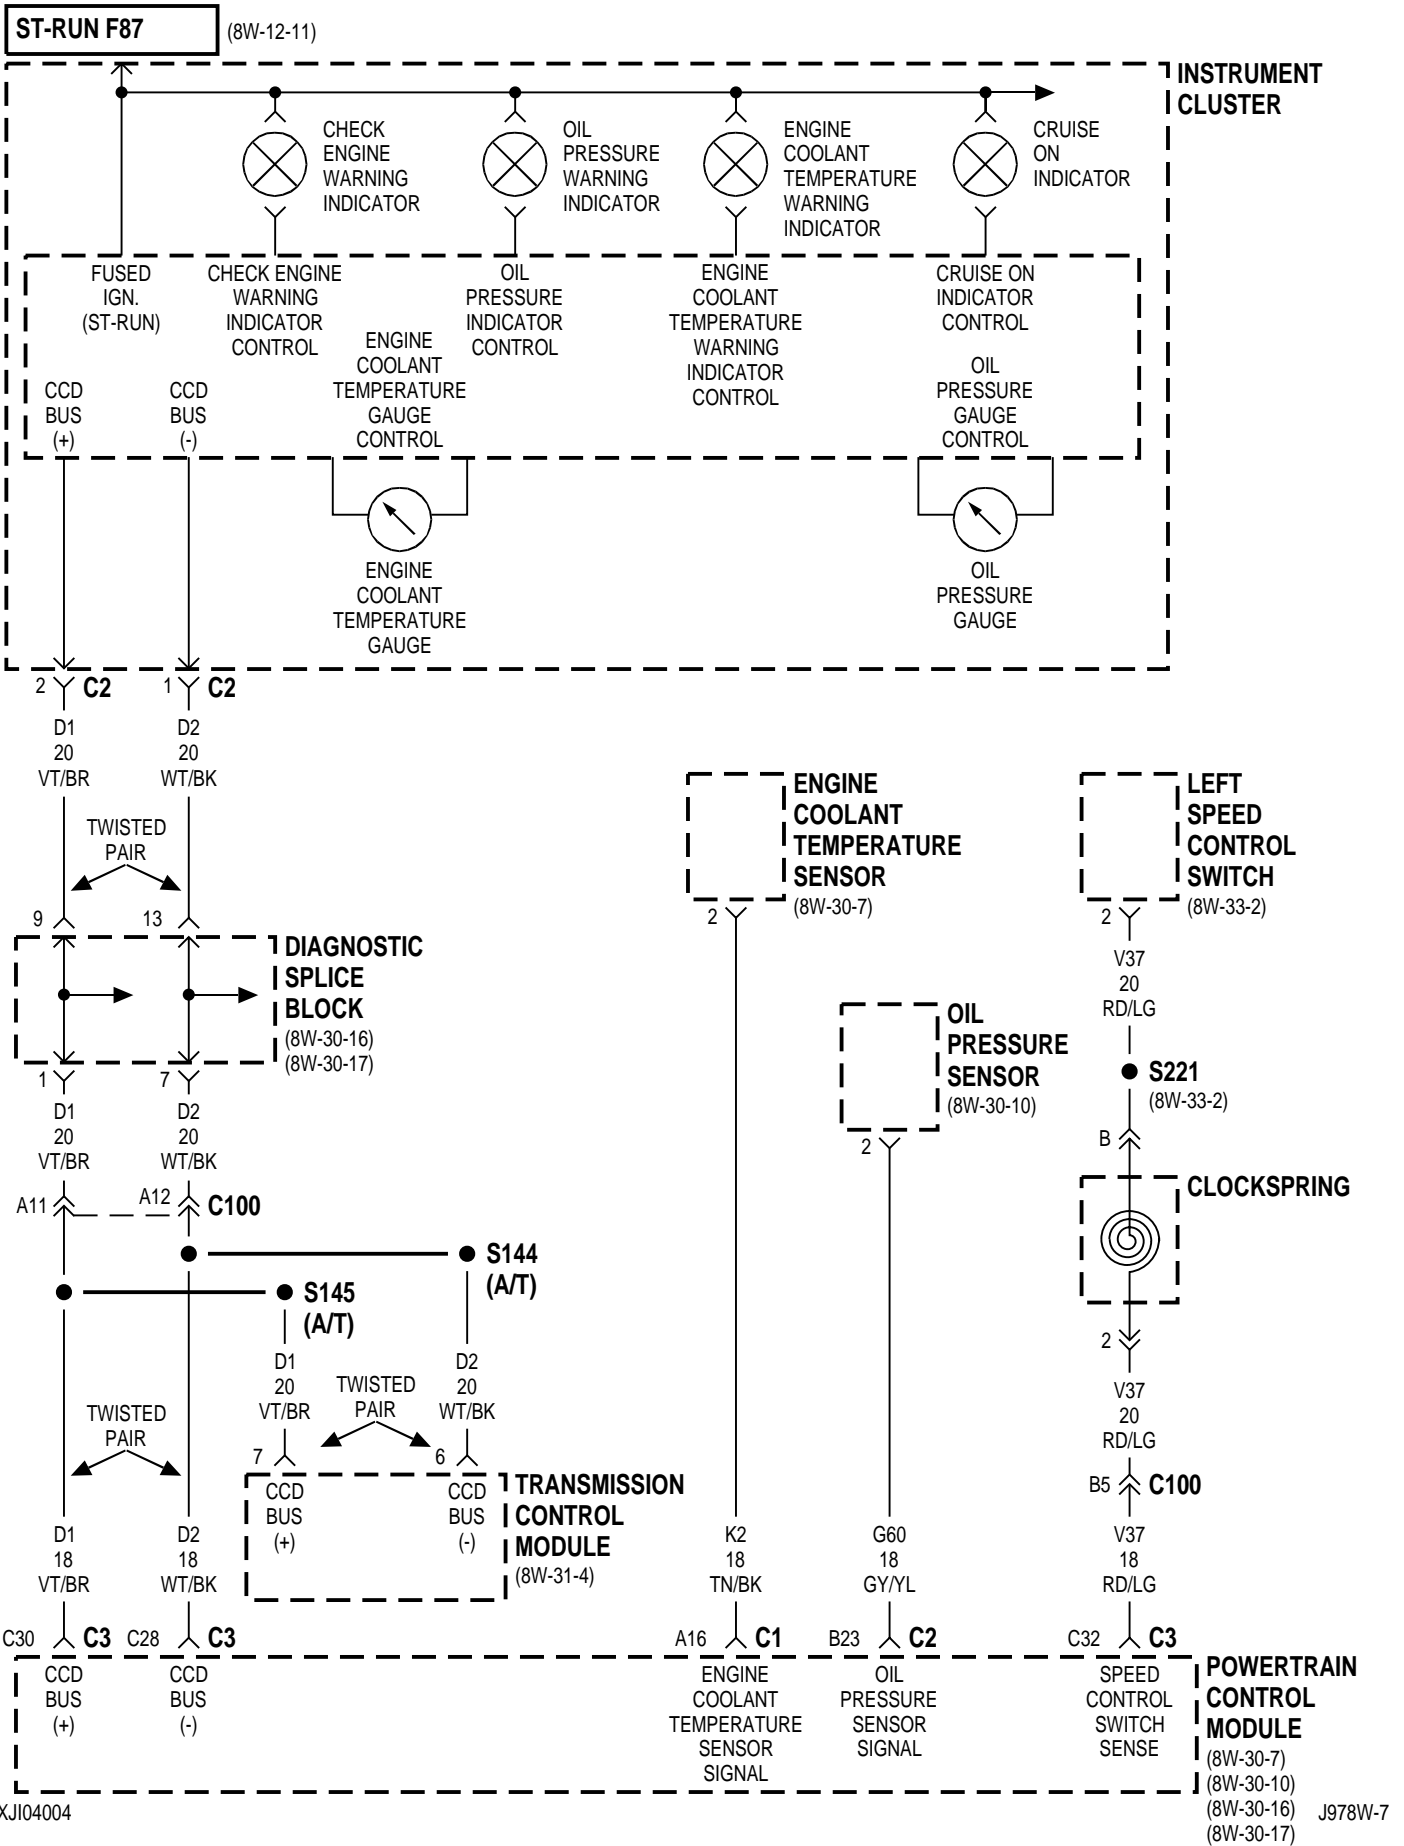 ST-RUN F87
(8W-12-11)
INSTRUMENT
CLUSTER
CHECK
ENGINE
WARNING
INDICATOR
OIL
PRESSURE
WARNING
INDICATOR
ENGINE
COOLANT
TEMPERATURE
WARNING
INDICATOR
CRUISE
ON
INDICATOR
FUSED
IGN.
(ST-RUN)
CHECK ENGINE
WARNING
INDICATOR
CONTROL
ENGINE
COOLANT
TEMPERATURE
GAUGE
CONTROL
OIL
PRESSURE
INDICATOR
CONTROL
ENGINE
COOLANT
TEMPERATURE
WARNING
INDICATOR
CONTROL
CRUISE ON
INDICATOR
CONTROL
OIL
PRESSURE
GAUGE
CONTROL
CCD
BUS
(+)
CCD
BUS
(-)
ENGINE
COOLANT
TEMPERATURE
GAUGE
OIL
PRESSURE
GAUGE
2 C2
1 C2
D1
20
VT/BR
D2
20
WT/BK
TWISTED
PAIR
9
13
DIAGNOSTIC
SPLICE
BLOCK
(8W-30-16)
(8W-30-17)
1
7
D1
20
VT/BR
D2
20
WT/BK
A11
A12 C100
S144
(A/T)
S145
(A/T)
D1
20
VT/BR
D2
20
WT/BK
TWISTED
PAIR
TWISTED
PAIR
7
6
CCD
BUS
(+)
CCD
BUS
(-)
TRANSMISSION
CONTROL
MODULE
(8W-31-4)
ENGINE
COOLANT
TEMPERATURE
SENSOR
(8W-30-7)
2
OIL
PRESSURE
SENSOR
(8W-30-10)
2
LEFT
SPEED
CONTROL
SWITCH
(8W-33-2)
2
V37
20
RD/LG
S221
(8W-33-2)
B
CLOCKSPRING
2
V37
20
RD/LG
B5 C100
D1
18
VT/BR
D2
18
WT/BK
K2
18
TN/BK
G60
18
GY/YL
V37
18
RD/LG
C30 C3
C28 C3
A16 C1
B23 C2
C32 C3
CCD
BUS
(+)
CCD
BUS
(-)
ENGINE
COOLANT
TEMPERATURE
SENSOR
SIGNAL
OIL
PRESSURE
SENSOR
SIGNAL
SPEED
CONTROL
SWITCH
SENSE
POWERTRAIN
CONTROL
MODULE
(8W-30-7)
(8W-30-10)
(8W-30-16)
(8W-30-17)
XJI04004
J978W-7